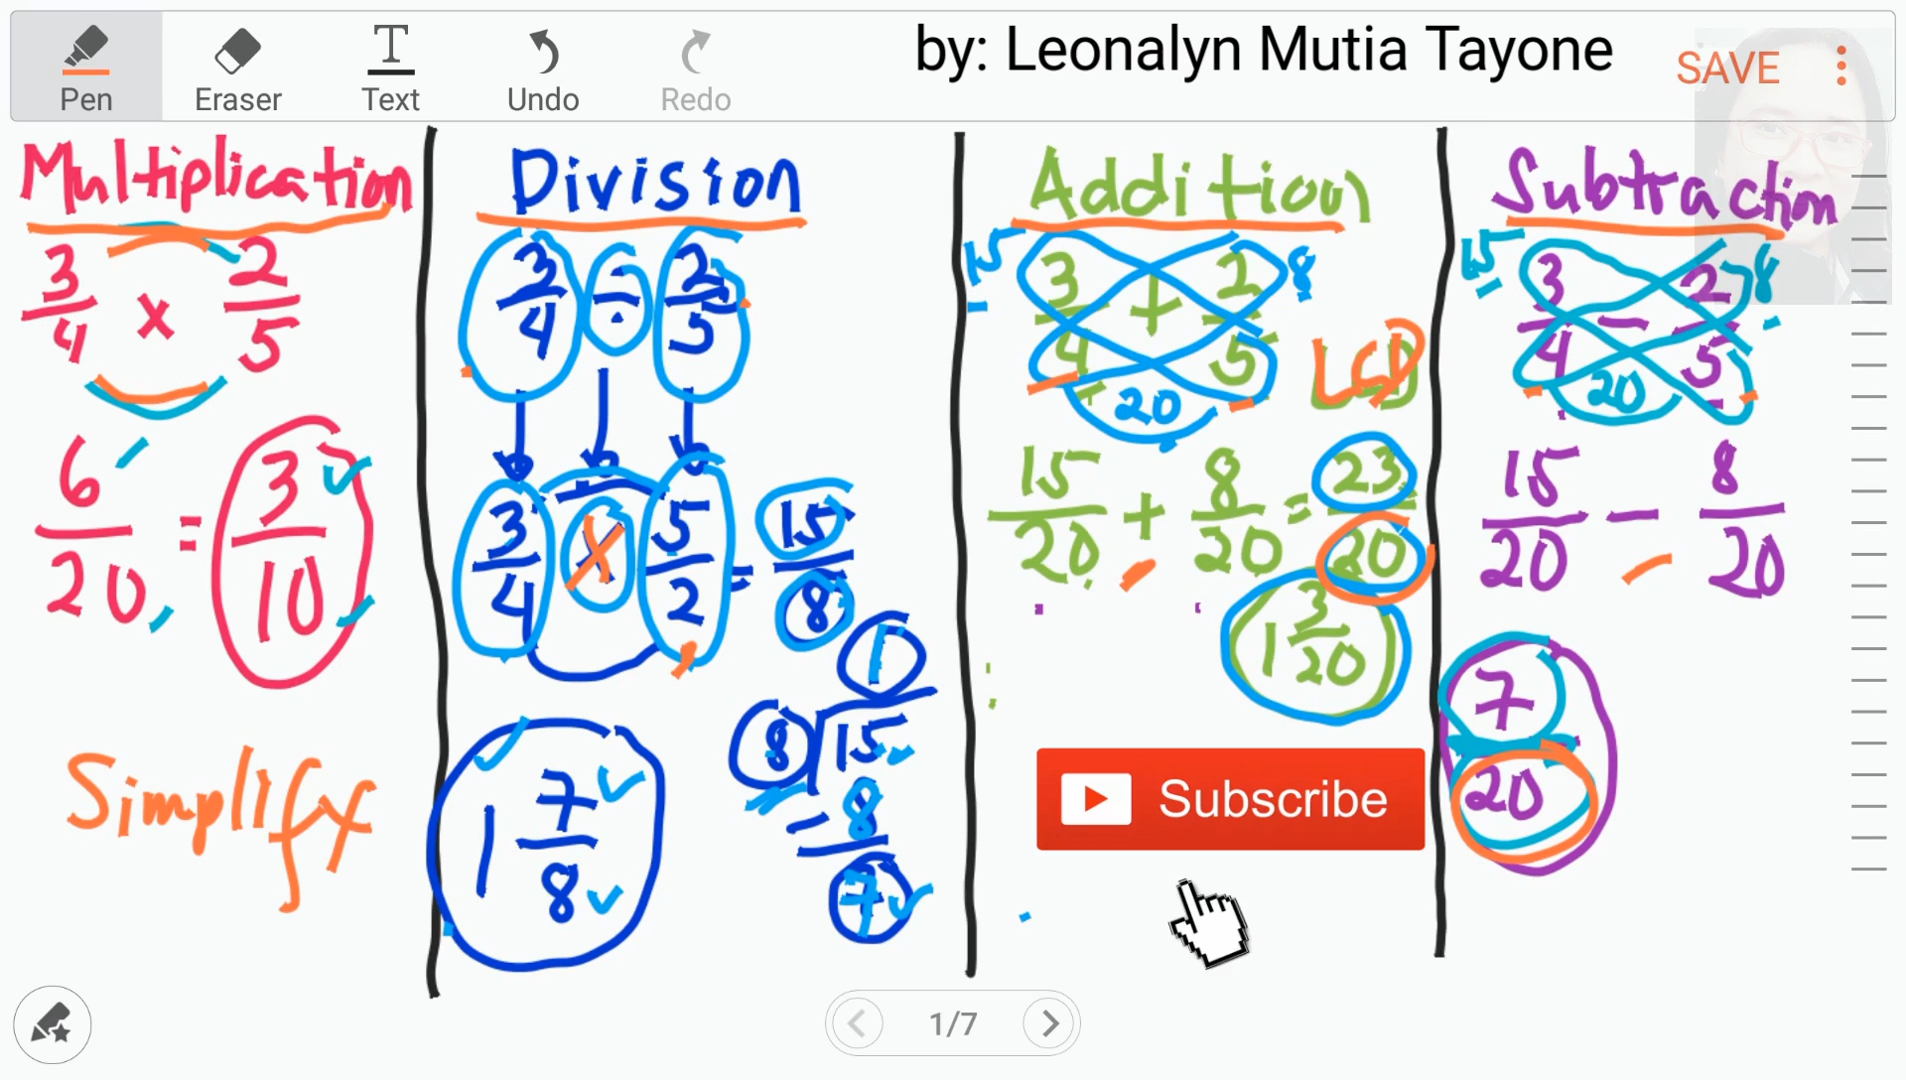 Pen
Eraser
Text
Undo
Redo
by: Leonalyn Mutia Tayone
SAVE
Multiplication
3/4 x 2/5
6/20 = 3/10
Simplify
Division
3/4 ÷ 2/5
3/4 x 5/2 = 15/8
1
8 15
- 8
7
1 7/8
Addition
15 3/4 + 2/5 8
20
LCD
15/20 + 8/20 = 23/20
1 3/20
Subscribe
Subtraction
15 3/4 - 2/5 8
20
15/20 - 8/20
7/20
1/7